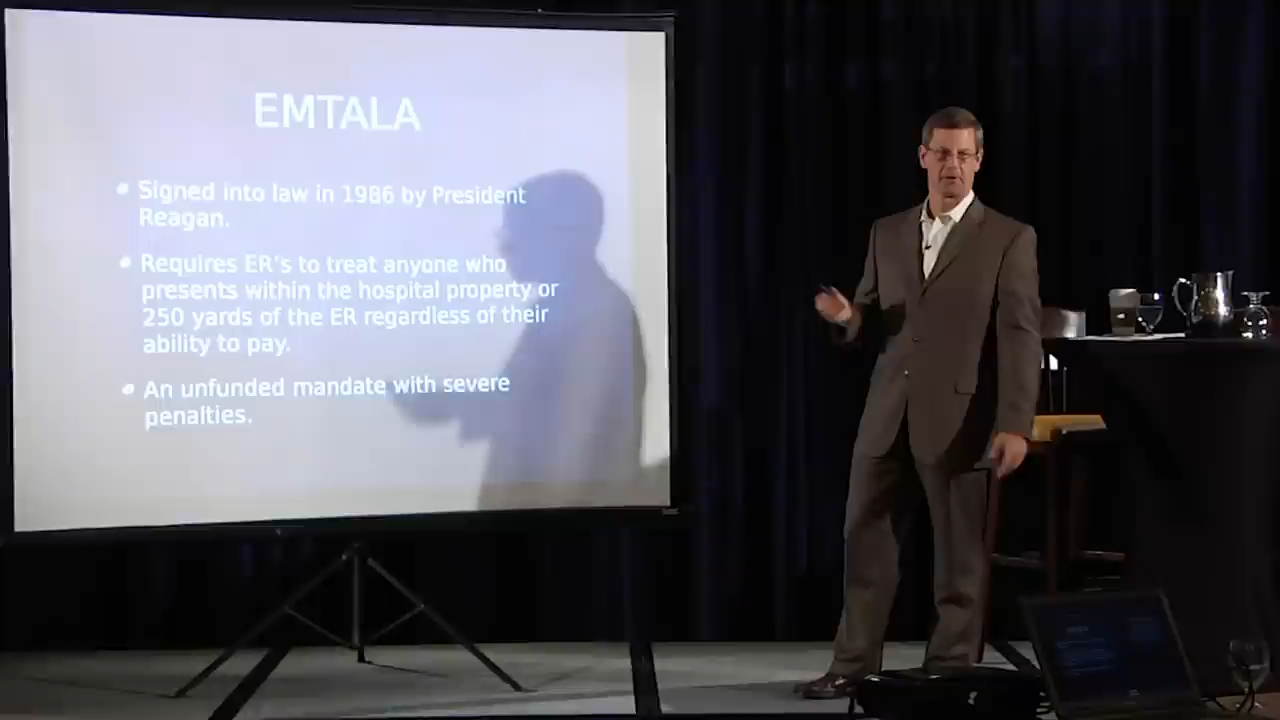 EMTALA
Signed into law in 1986 by President
Reagan.
Requires ER's to treat anyone who
presents within the hospital property or
250 yards of the ER regardless of their
ability to pay.
An unfunded mandate with severe
penalties.